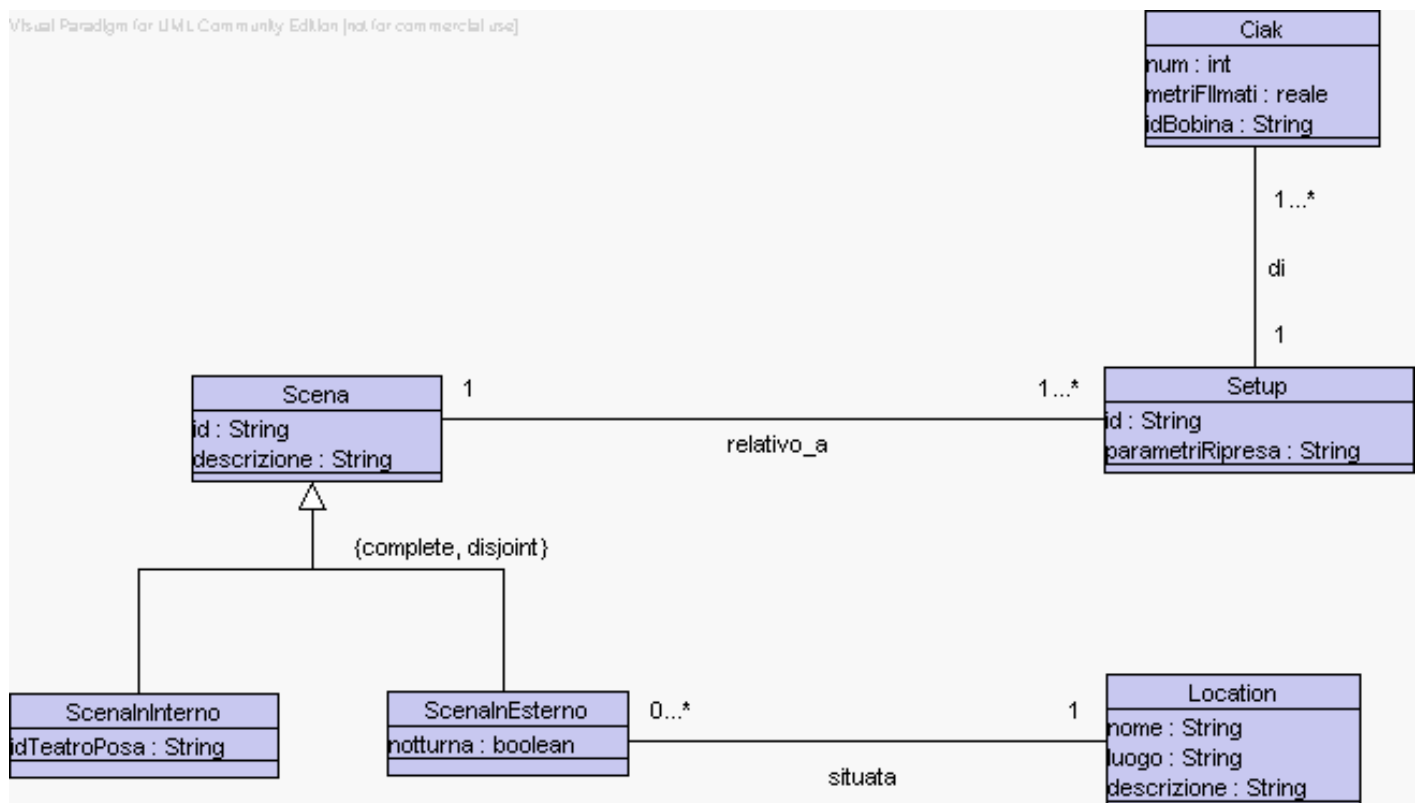 Visual Paradigm for UML Community Edition [not for commercial use]
Ciak
num : int
metriFIlmati : reale
idBobina : String
1...*
di
1
Scena
id : String
descrizione : String
1
1...*
relativo_a
Setup
id : String
parametriRipresa : String
{complete, disjoint}
ScenaInInterno
idTeatroPosa : String
ScenaInEsterno
notturna : boolean
0...*
1
situata
Location
nome : String
luogo : String
descrizione : String